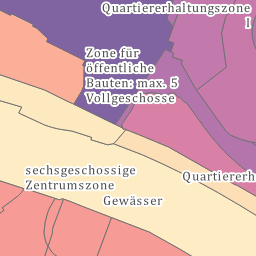 Quartiererhaltungszone
I
Zone für
öffentliche
Bauten: max. 5
Vollgeschosse
sechsgeschossige
Zentrumszone
Quartiererh
Gewässer